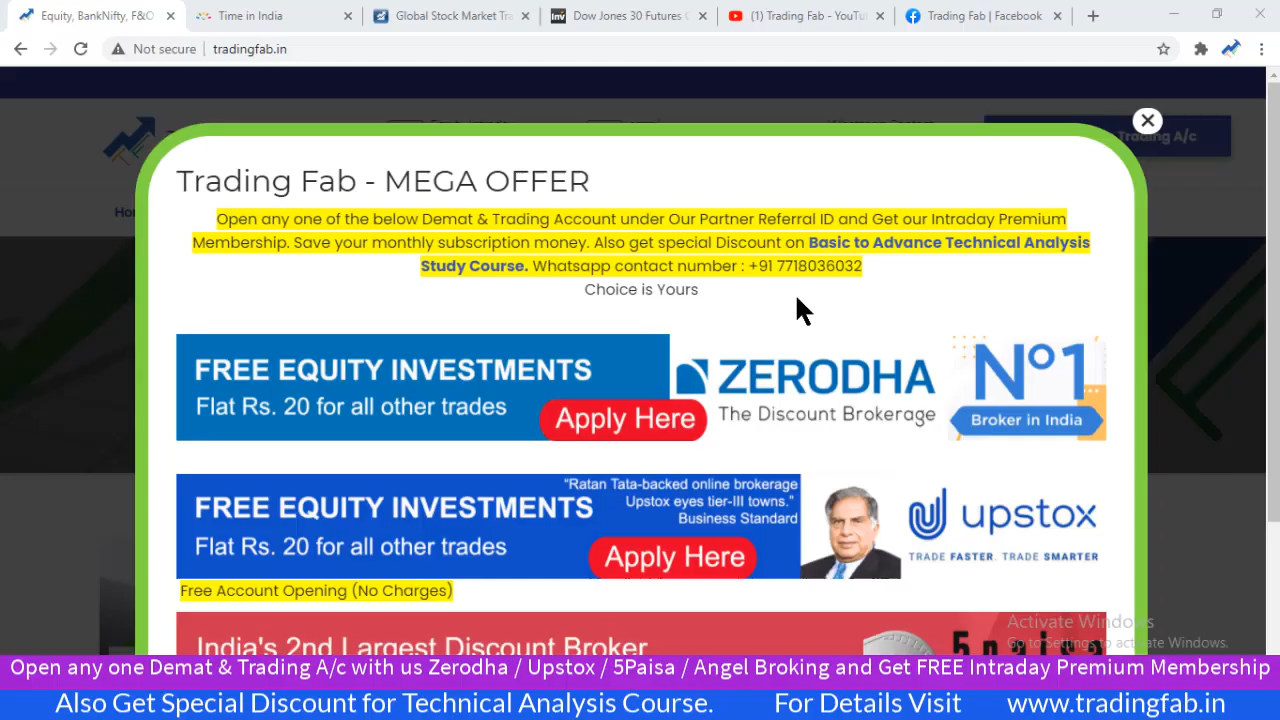 Equity, BankNifty, F&O
Time in India
Global Stock Market Tra
Inv
Dow Jones 30 Futures C
(1) Trading Fab - YouTu
Trading Fab | Facebook
Not secure
tradingfab.in
Trading A/c
Trading Fab - MEGA OFFER
Open any one of the below Demat & Trading Account under Our Partner Referral ID and Get our Intraday Premium
Membership. Save your monthly subscription money. Also get special Discount on Basic to Advance Technical Analysis
Study Course. Whatsapp contact number : +91 7718036032
Choice is Yours
FREE EQUITY INVESTMENTS
Flat Rs. 20 for all other trades
Apply Here
ZERODHA
The Discount Brokerage
Nº1
Broker in India
"Ratan Tata-backed online brokerage
Upstox eyes tier-III towns."
Business Standard
FREE EQUITY INVESTMENTS
Flat Rs. 20 for all other trades
Apply Here
upstox
TRADE FASTER. TRADE SMARTER
Free Account Opening (No Charges)
India's 2nd Largest Discount Broker
Activate Windows
Go to Settings to activate Windows.
Open any one Demat & Trading A/c with us Zerodha / Upstox / 5Paisa / Angel Broking and Get FREE Intraday Premium Membership
Also Get Special Discount for Technical Analysis Course. For Details Visit www.tradingfab.in